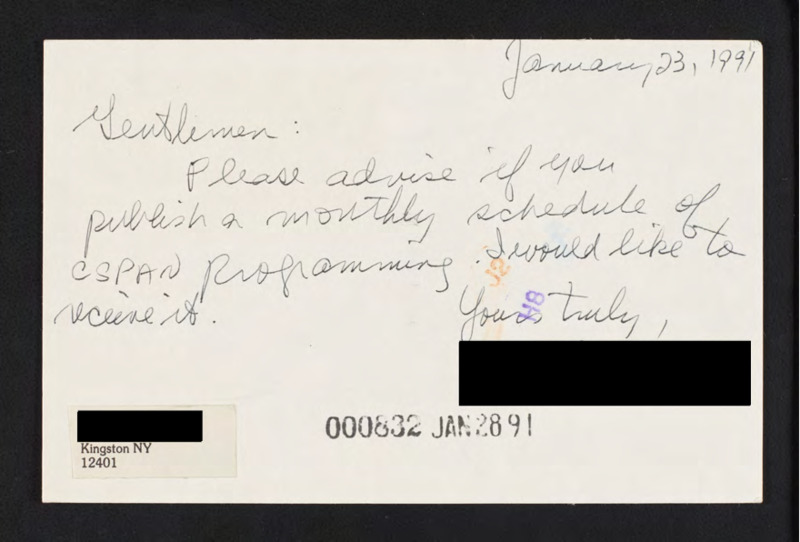 January 23, 1991
Gentlemen:
Please advise if you
publish a monthly schedule of
CSPAN programming. I would like to
receive it.
Yours truly,
H8
Kingston NY
12401
000832 JAN 28 91